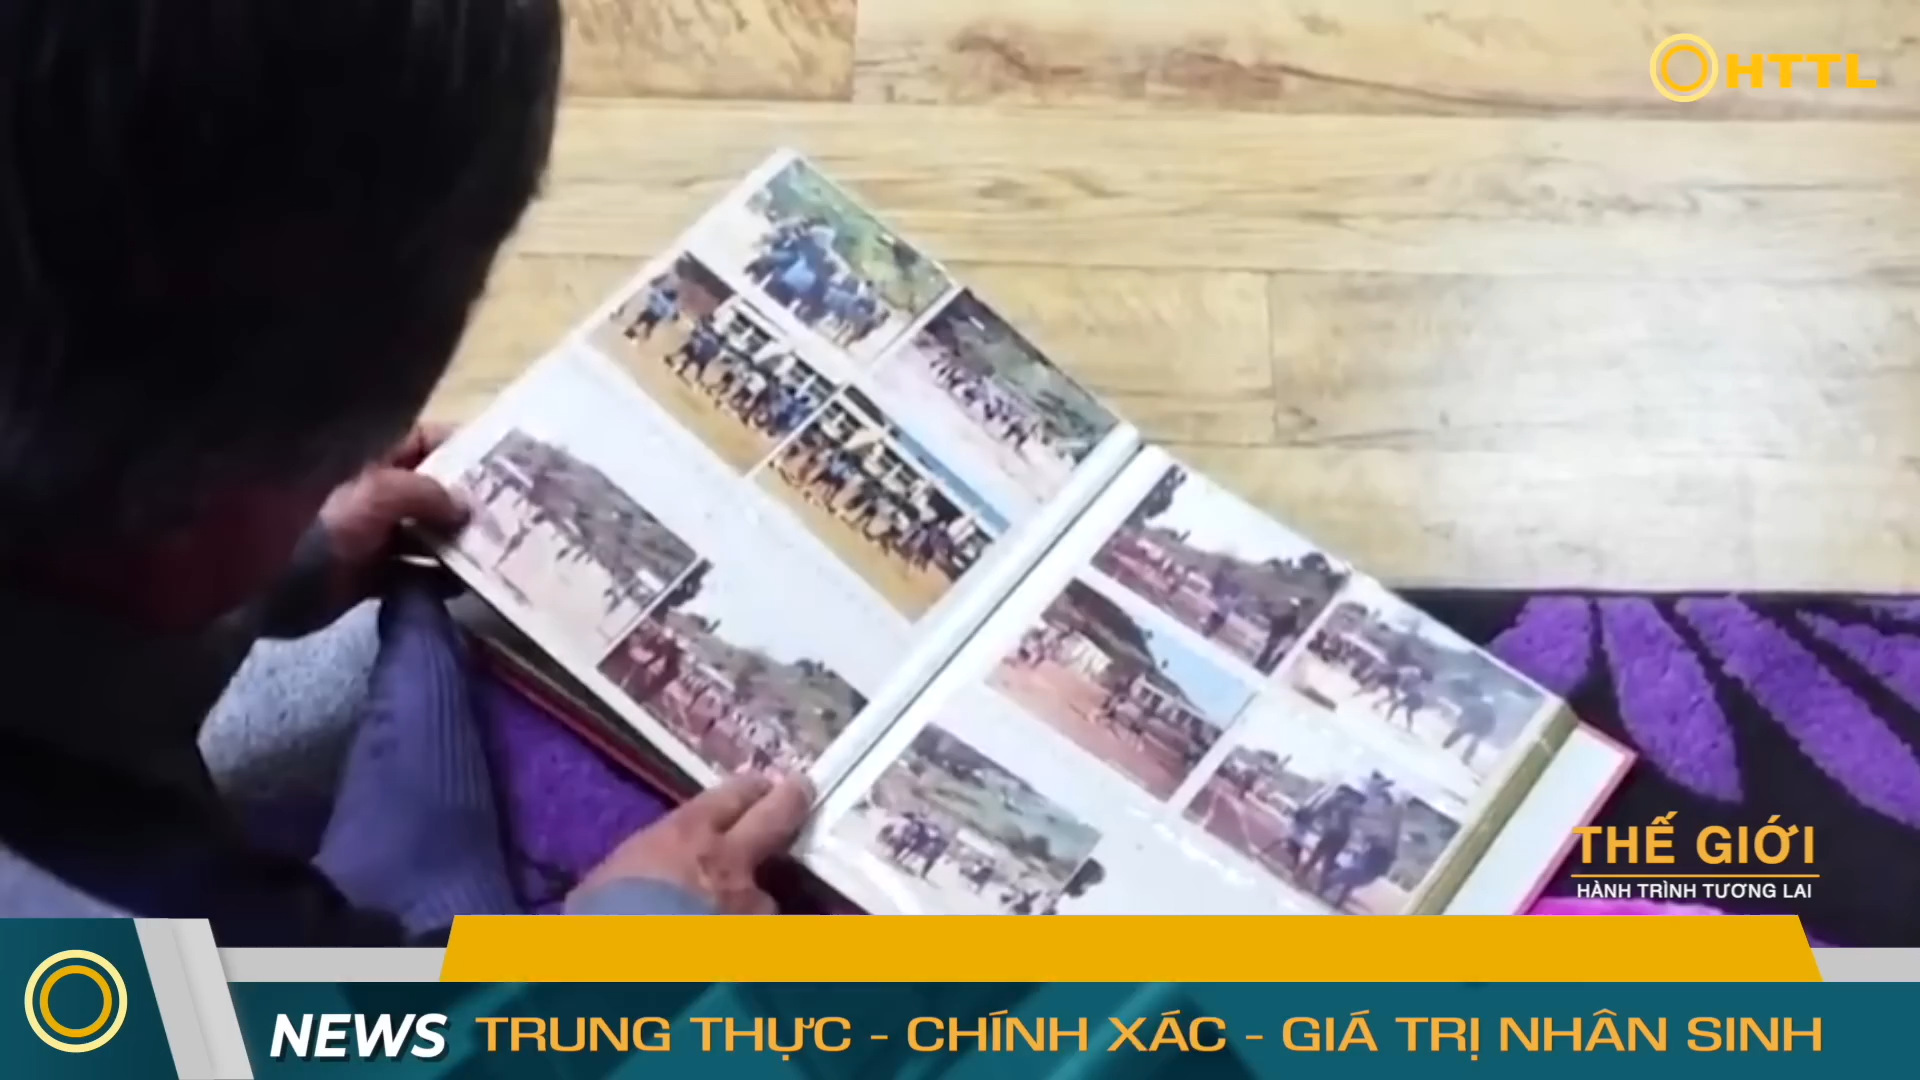 HTTL
THẾ GIỚI
HÀNH TRÌNH TƯƠNG LAI
NEWS TRUNG THỰC - CHÍNH XÁC - GIÁ TRỊ NHÂN SINH